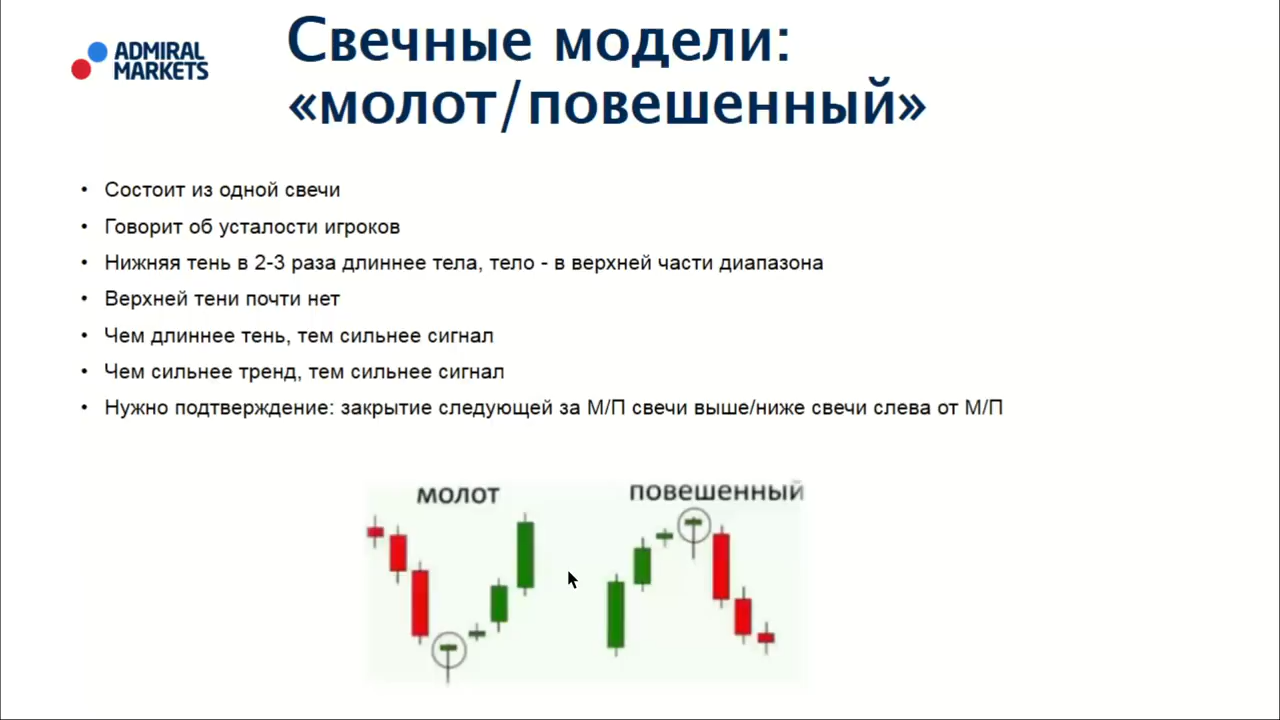 ADMIRAL
MARKETS
Свечные модели:
«молот/повешенный»
• Состоит из одной свечи
• Говорит об усталости игроков
• Нижняя тень в 2-3 раза длиннее тела, тело - в верхней части диапазона
• Верхней тени почти нет
• Чем длиннее тень, тем сильнее сигнал
• Чем сильнее тренд, тем сильнее сигнал
• Нужно подтверждение: закрытие следующей за М/П свечи выше/ниже свечи слева от М/П
молот
повешенный